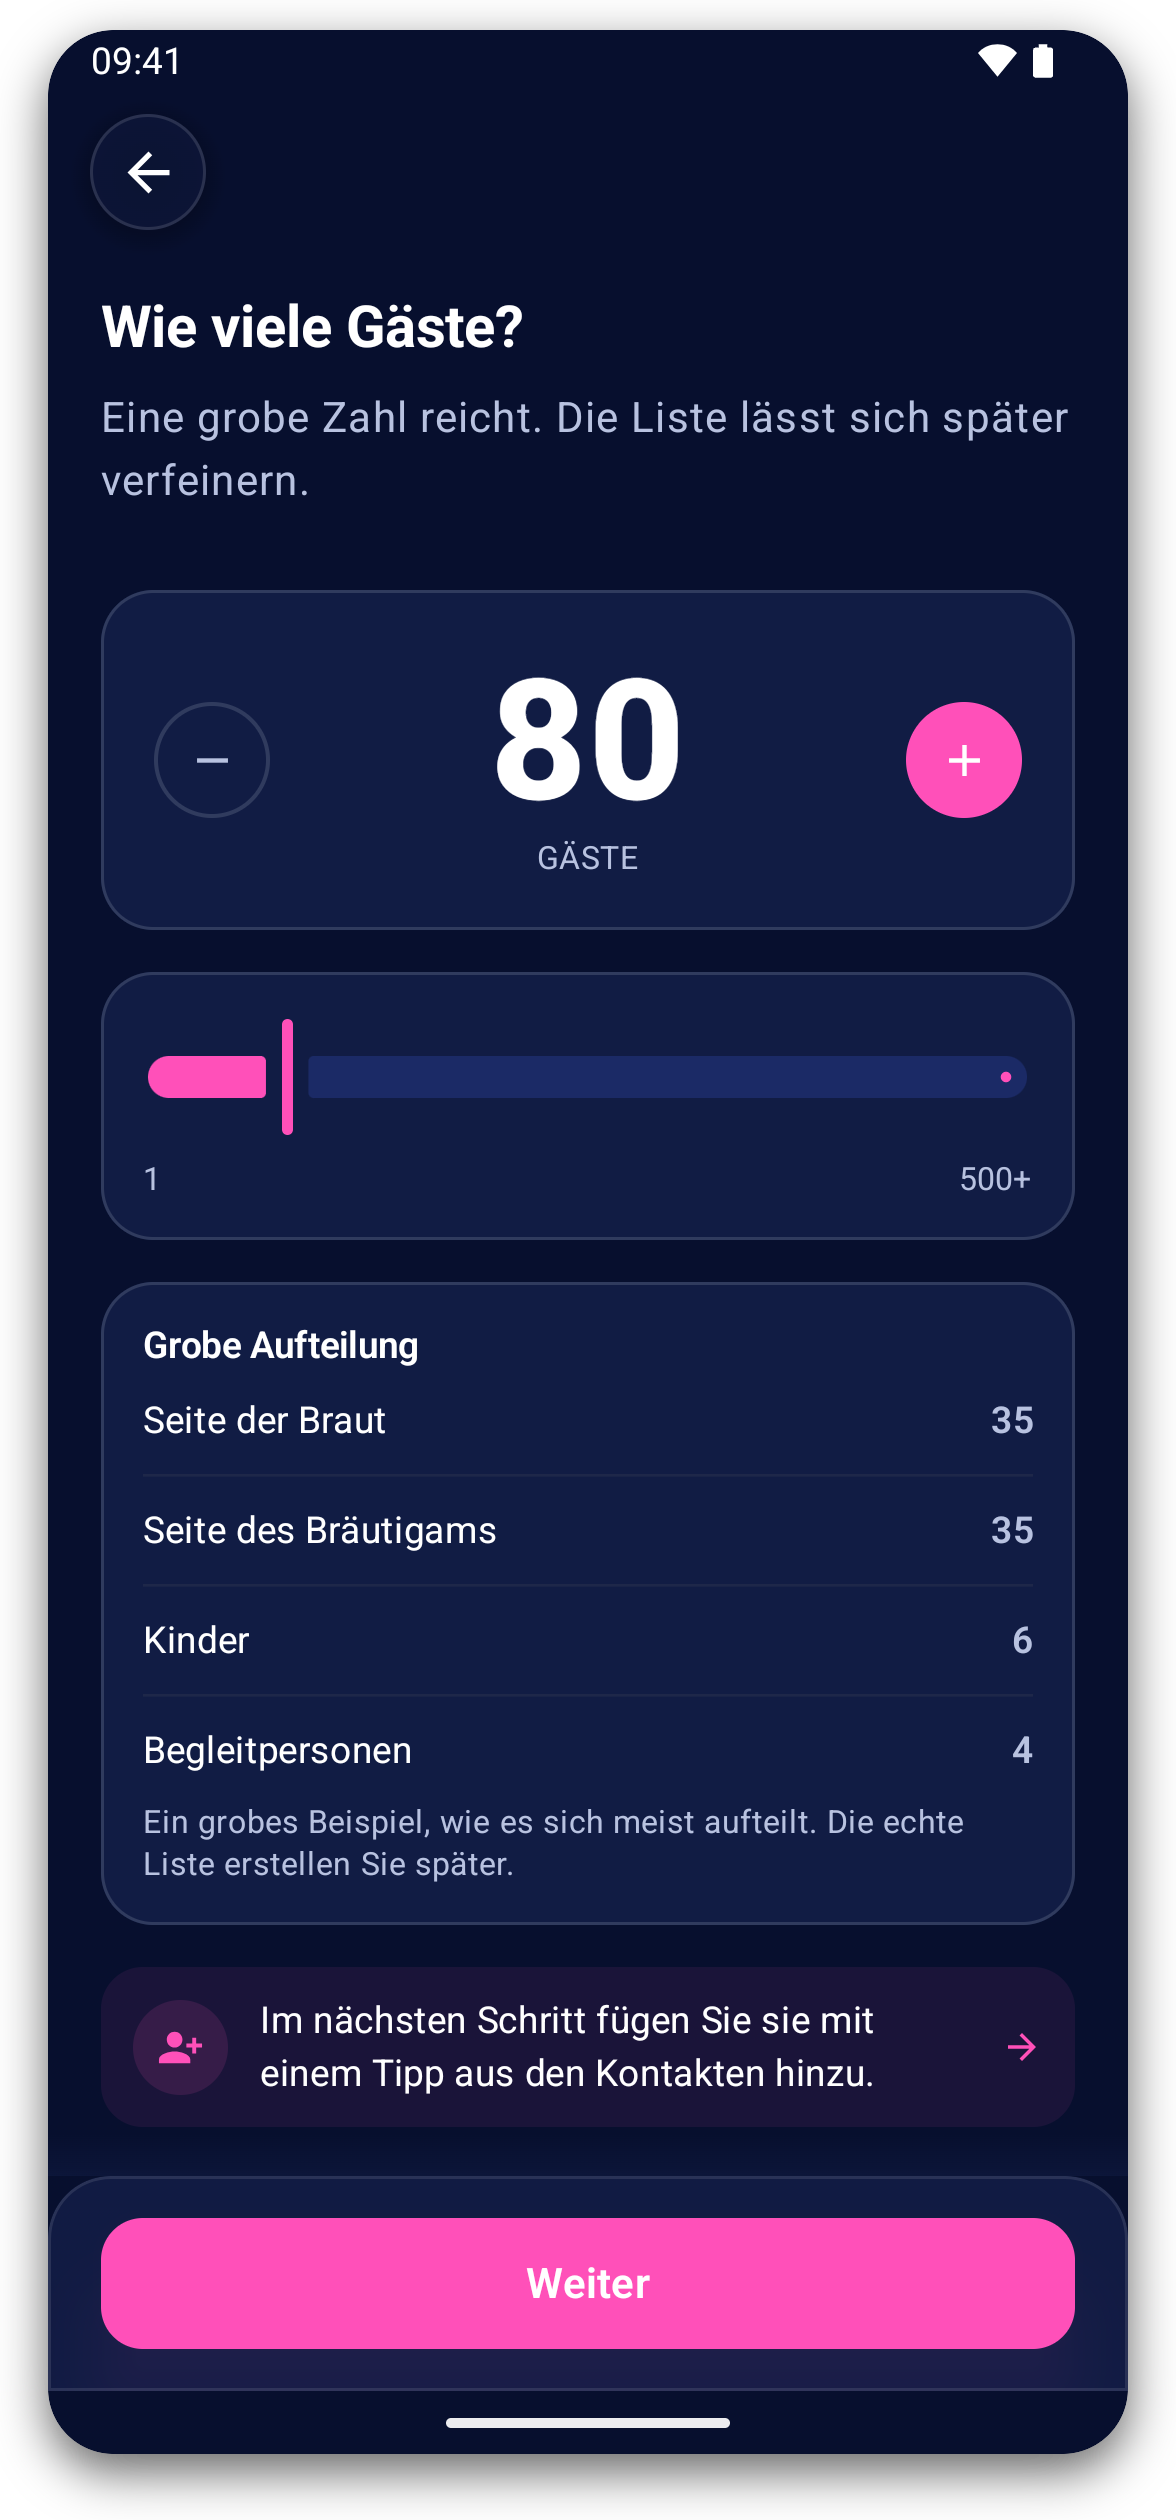 09:41
Wie viele Gäste?
Eine grobe Zahl reicht. Die Liste lässt sich später
verfeinern.
80
GÄSTE
1
500+
Grobe Aufteilung
Seite der Braut
35
Seite des Bräutigams
35
Kinder
6
Begleitpersonen
4
Ein grobes Beispiel, wie es sich meist aufteilt. Die echte
Liste erstellen Sie später.
Im nächsten Schritt fügen Sie sie mit
einem Tipp aus den Kontakten hinzu.
Weiter